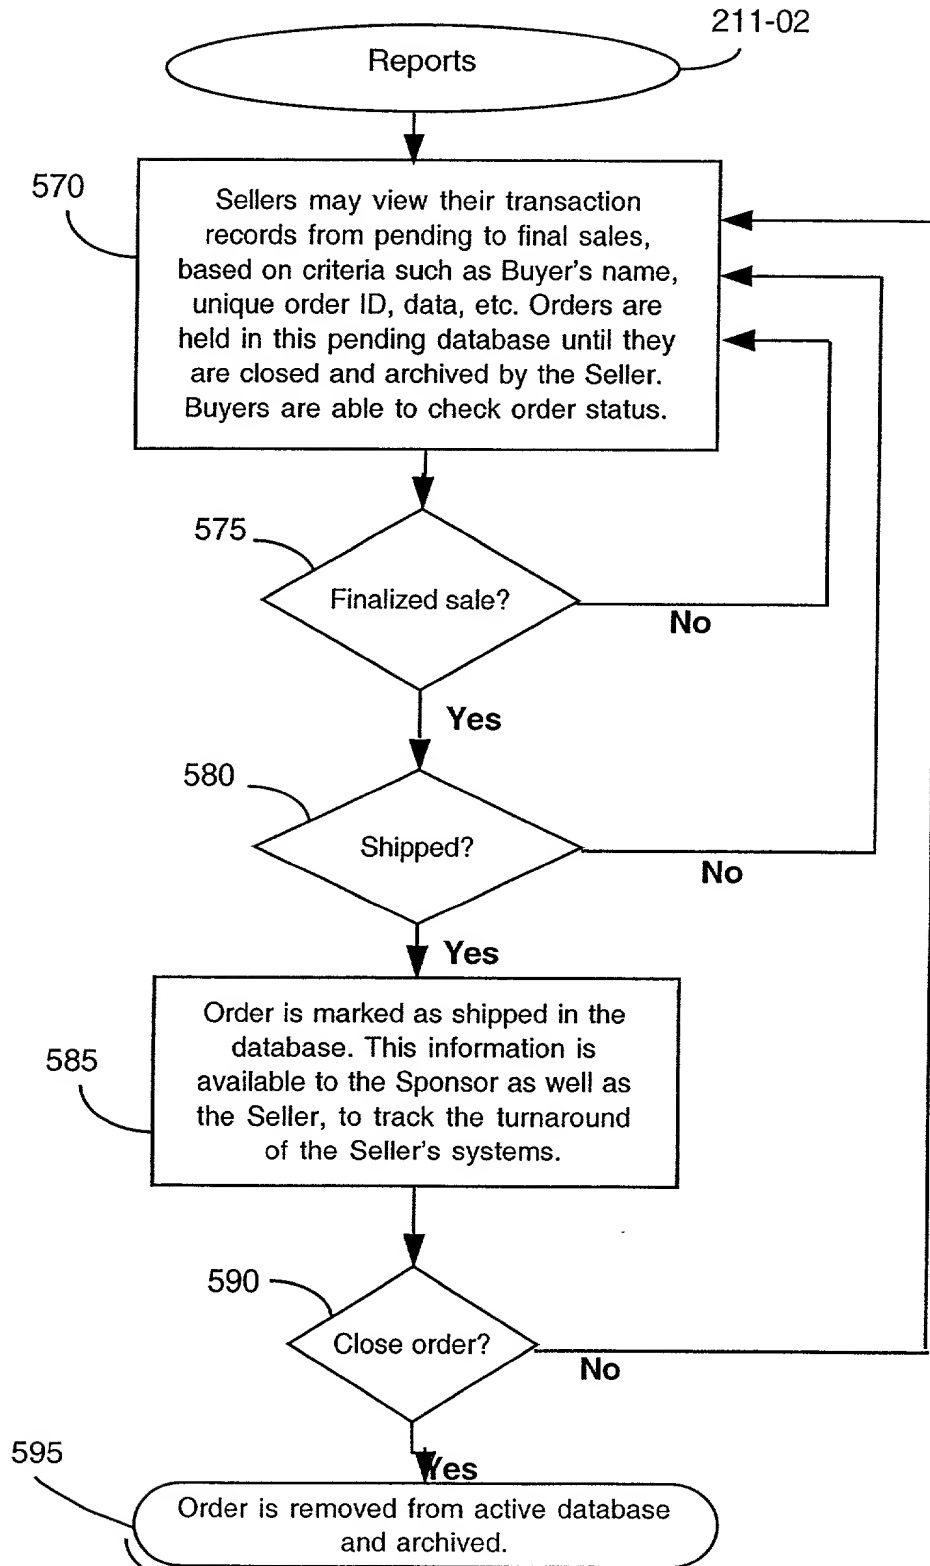 211-02
Reports
570
Sellers may view their transaction
records from pending to final sales,
based on criteria such as Buyer's name,
unique order ID, data, etc. Orders are
held in this pending database until they
are closed and archived by the Seller.
Buyers are able to check order status.
575
Finalized sale?
No
Yes
580
Shipped?
No
Yes
585
Order is marked as shipped in the
database. This information is
available to the Sponsor as well as
the Seller, to track the turnaround
of the Seller's systems.
590
Close order?
No
Yes
595
Order is removed from active database
and archived.